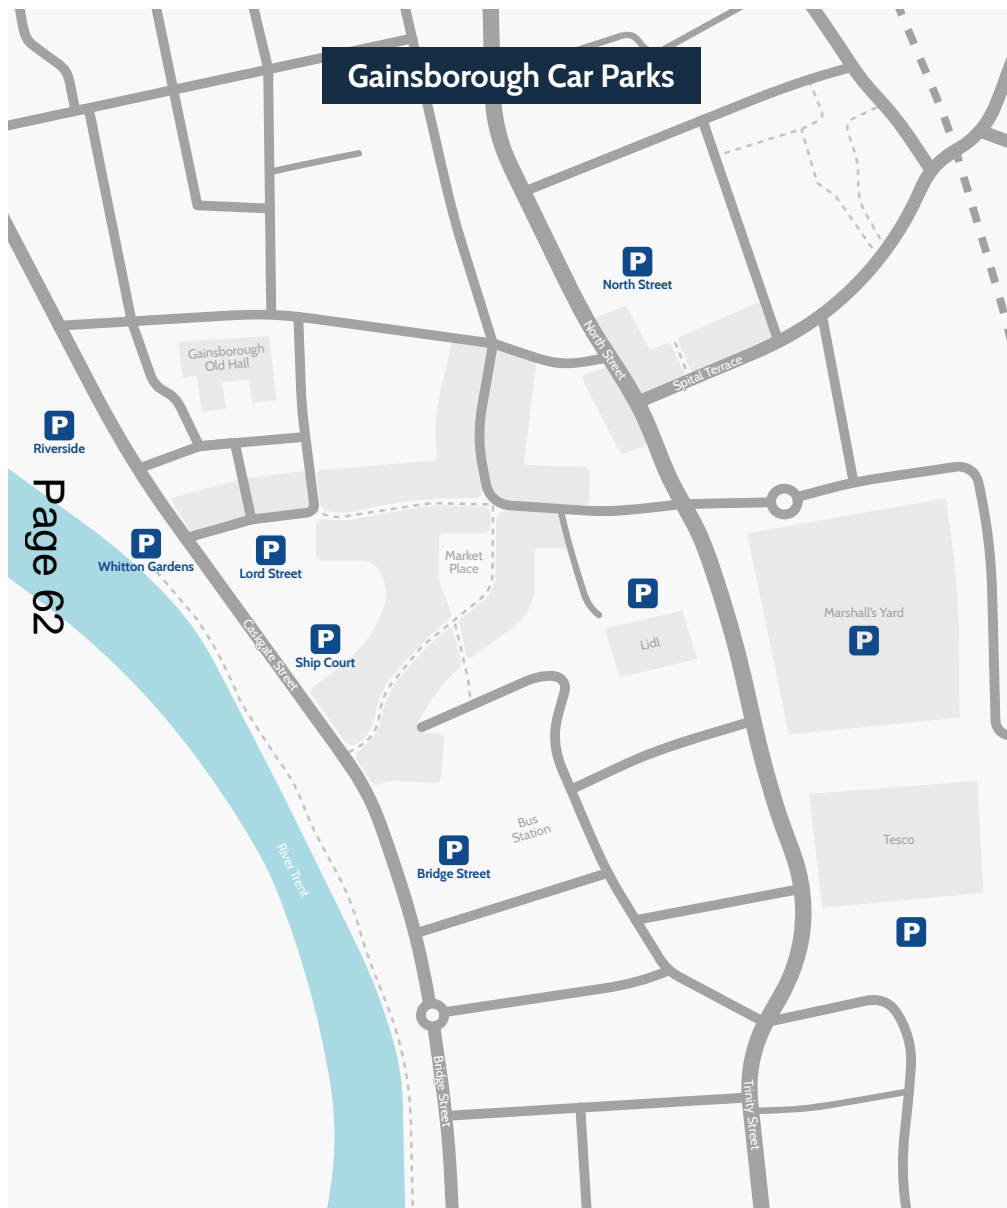 Gainsborough Car Parks
P
North Street
North Street
Spital Terrace
Gainsborough
Old Hall
P
Riverside
Page 62
P
Whitton Gardens
P
Lord Street
Market
Place
P
Lidl
Marshall's Yard
P
Caskgate Street
P
Ship Court
Bus
Station
P
Bridge Street
River Trent
Tesco
P
Bridge Street
Trinity Street